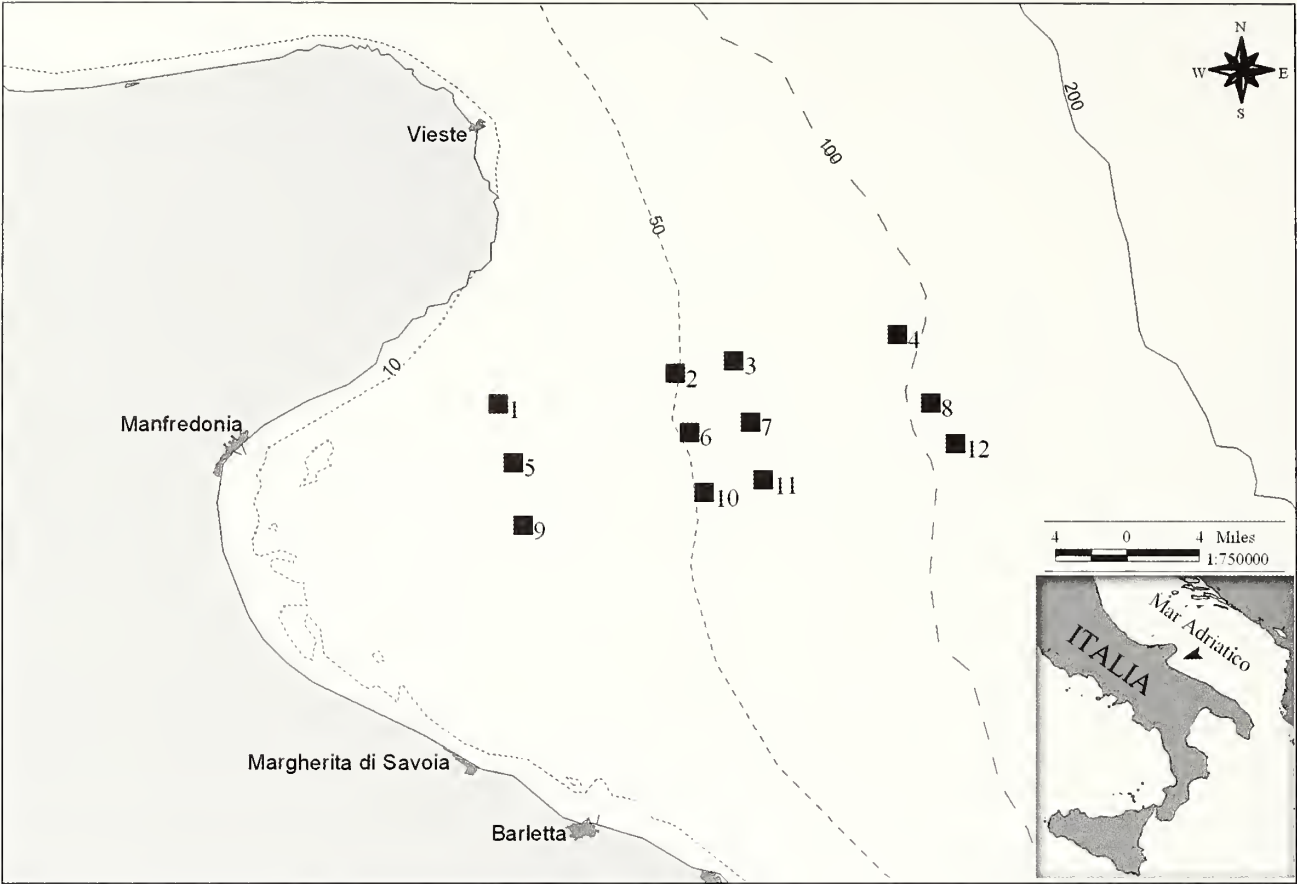 N
W E
S
Vieste
200
100
50
10
Manfredonia
1
2
3
4
5
6
7
8
9
10
11
12
4 0 4 Miles
1:750000
Mar Adriatico
ITALIA
Margherita di Savoia
Barletta